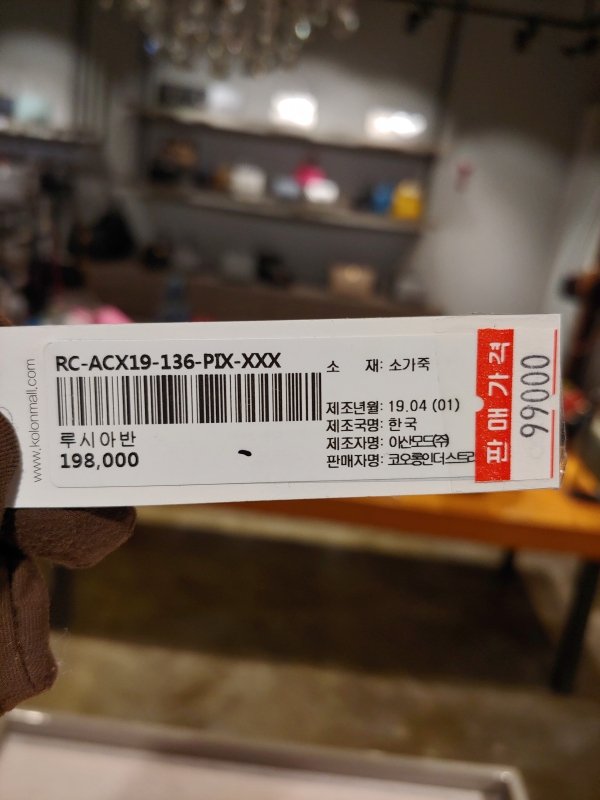 www.kolonmall.com
RC-ACX19-136-PIX-XXX
루시아반
198,000
소 재: 소가죽
제조년월: 19.04 (01)
제조국명: 한국
제조자명: 아산모드(주)
판매자명: 코오롱인더스트리
판매가격
99000